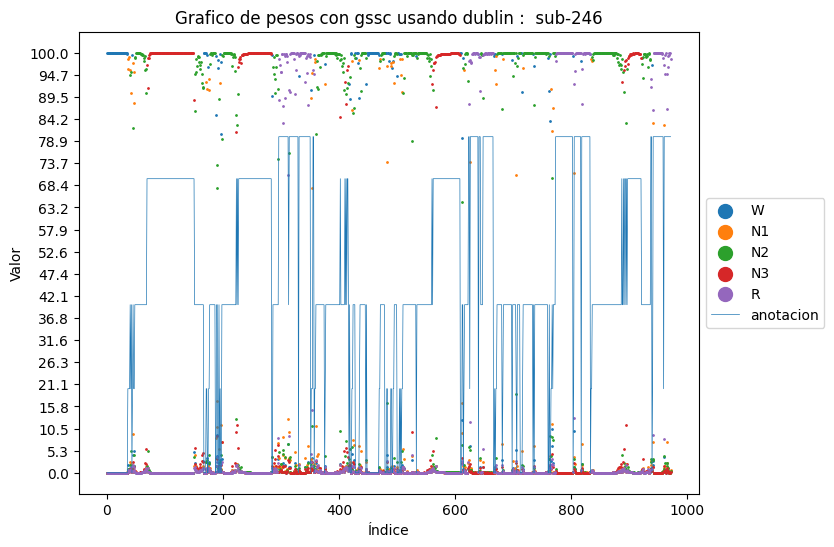 Grafico de pesos con gssc usando dublin :  sub-246
100.0
94.7
89.5
84.2
78.9
73.7
68.4
63.2
57.9
52.6
47.4
42.1
36.8
31.6
26.3
21.1
15.8
10.5
5.3
0.0
Valor
0 200 400 600 800 1000
Índice
W
N1
N2
N3
R
anotacion